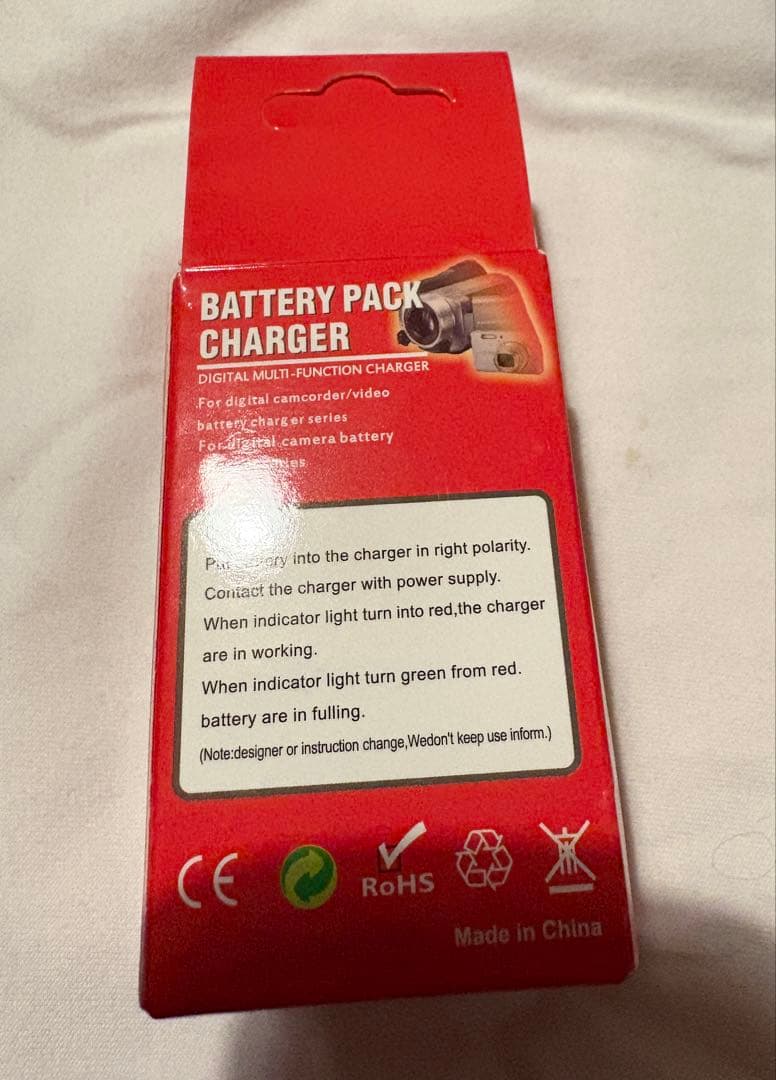 BATTERY PACK
CHARGER
DIGITAL MULTI-FUNCTION CHARGER
For digital camcorder/video
battery charger series
For digital camera battery
into the charger in right polarity.
Contact the charger with power supply.
When indicator light turn into red,the charger
are in working.
When indicator light turn green from red.
battery are in fulling.
(Note:designer or instruction change,Wedon't keep use inform.)
CE
RoHS
Made in China